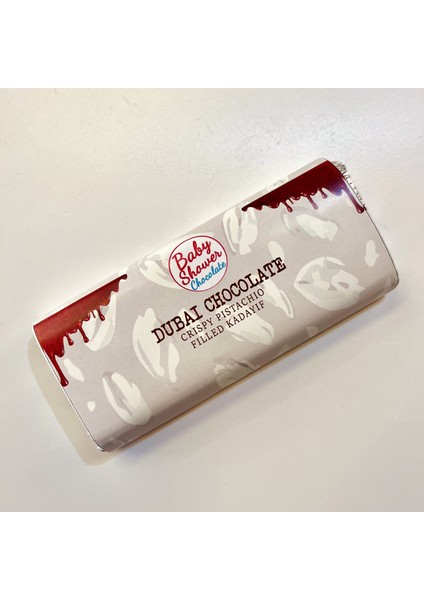 Baby
Shower
Chocolate
DUBAI CHOCOLATE
CRISPY PISTACHIO
FILLED KADAYIF